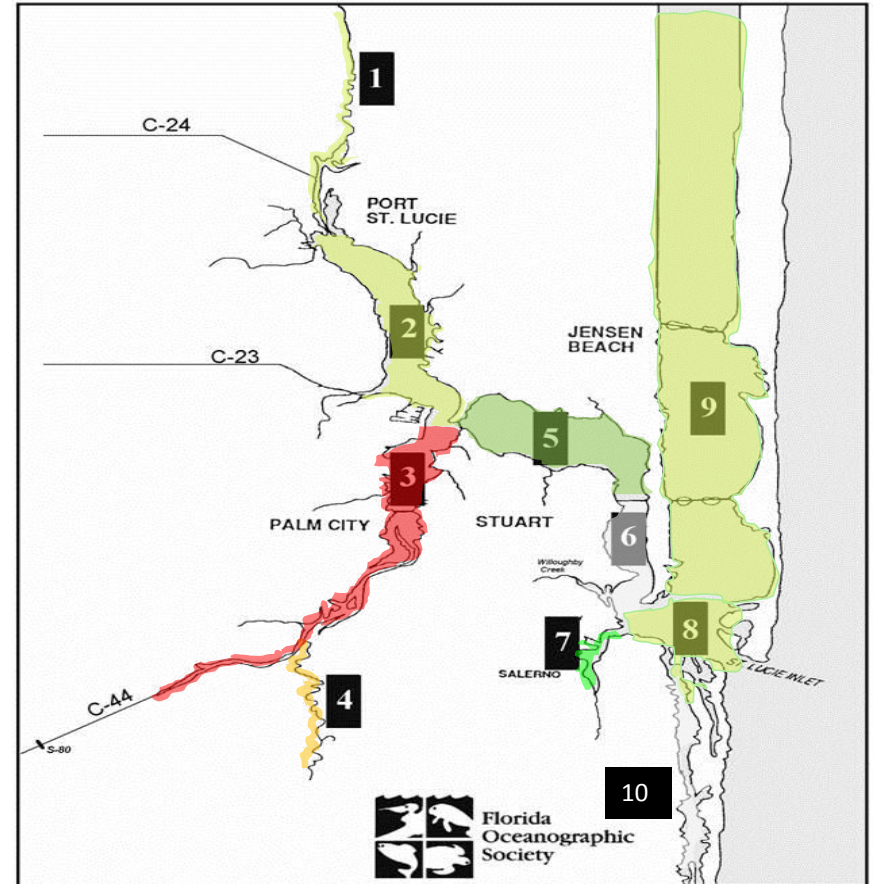 1
C-24
PORT
ST. LUCIE
2
C-23
JENSEN
BEACH
9
5
3
PALM CITY
STUART
6
Willoughby
Creek
7
8
SALERNO
ST LUCIE INLET
C-44
4
S-80
10
Florida
Oceanographic
Society